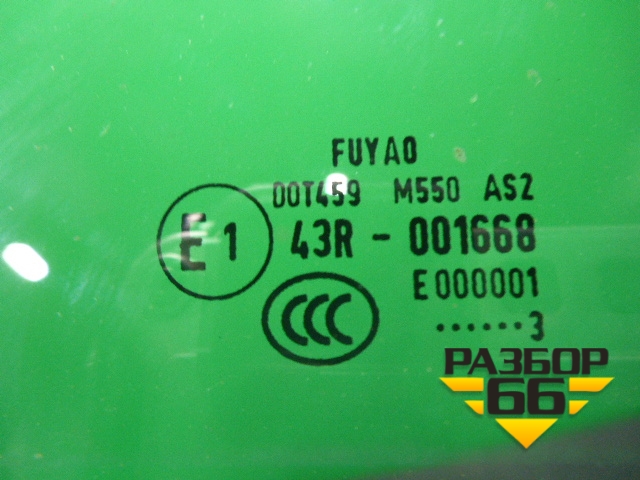 FUYAO
DOT459 M550 AS2
E1 43R - 001668
E000001
CCC
······3
РАЗБОР
66